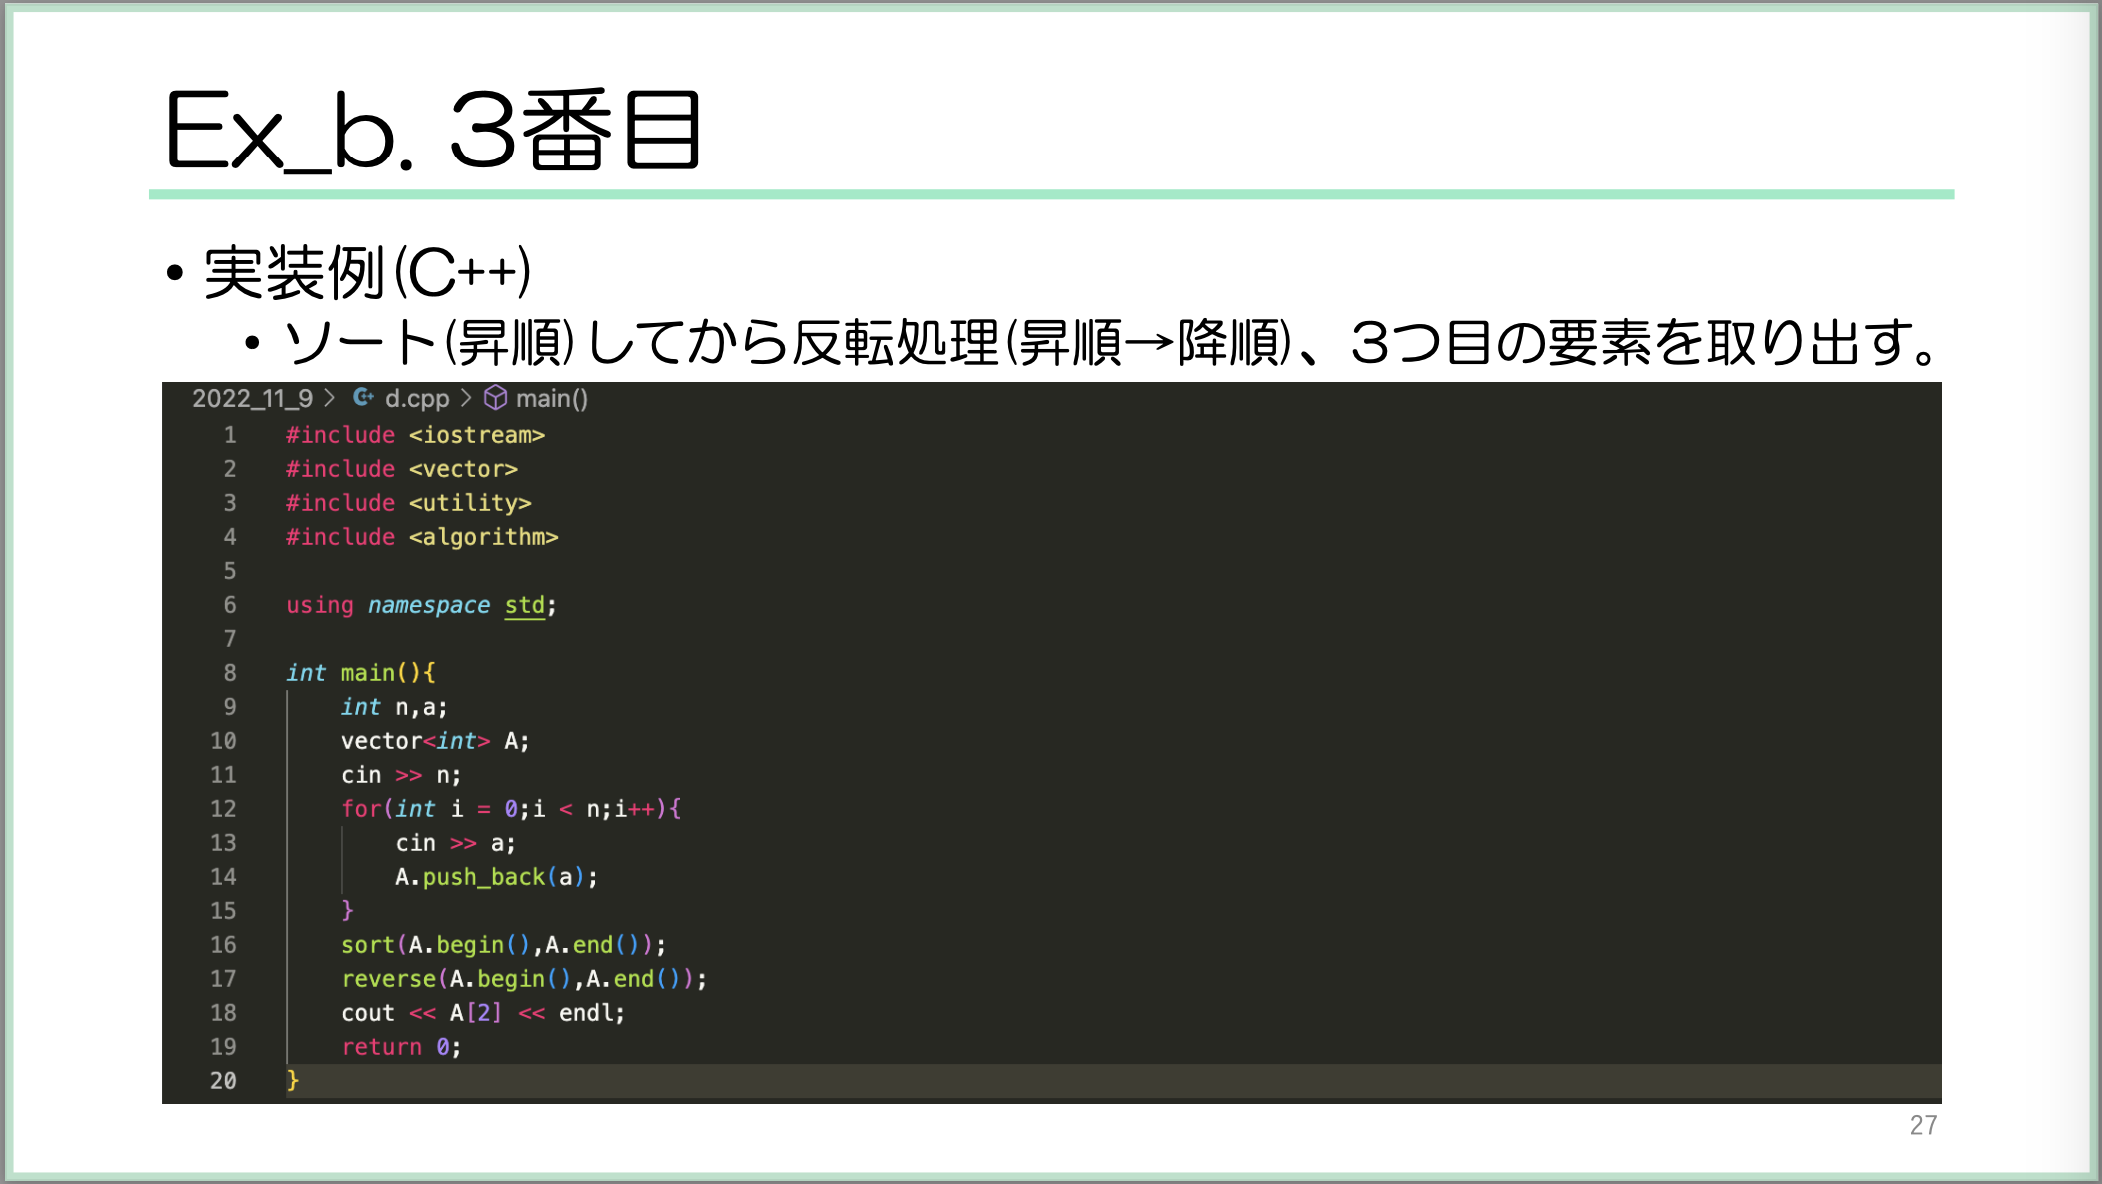 Ex_b. 3番目
• 実装例(C++)
• ソート(昇順)してから反転処理(昇順→降順)、3つ目の要素を取り出す。
2022_11_9 > d.cpp > main()
1 #include <iostream>
2 #include <vector>
3 #include <utility>
4 #include <algorithm>
5
6 using namespace std;
7
8 int main(){
9     int n,a;
10     vector<int> A;
11     cin >> n;
12     for(int i = 0;i < n;i++){
13         cin >> a;
14         A.push_back(a);
15     }
16     sort(A.begin(),A.end());
17     reverse(A.begin(),A.end());
18     cout << A[2] << endl;
19     return 0;
20 }
27